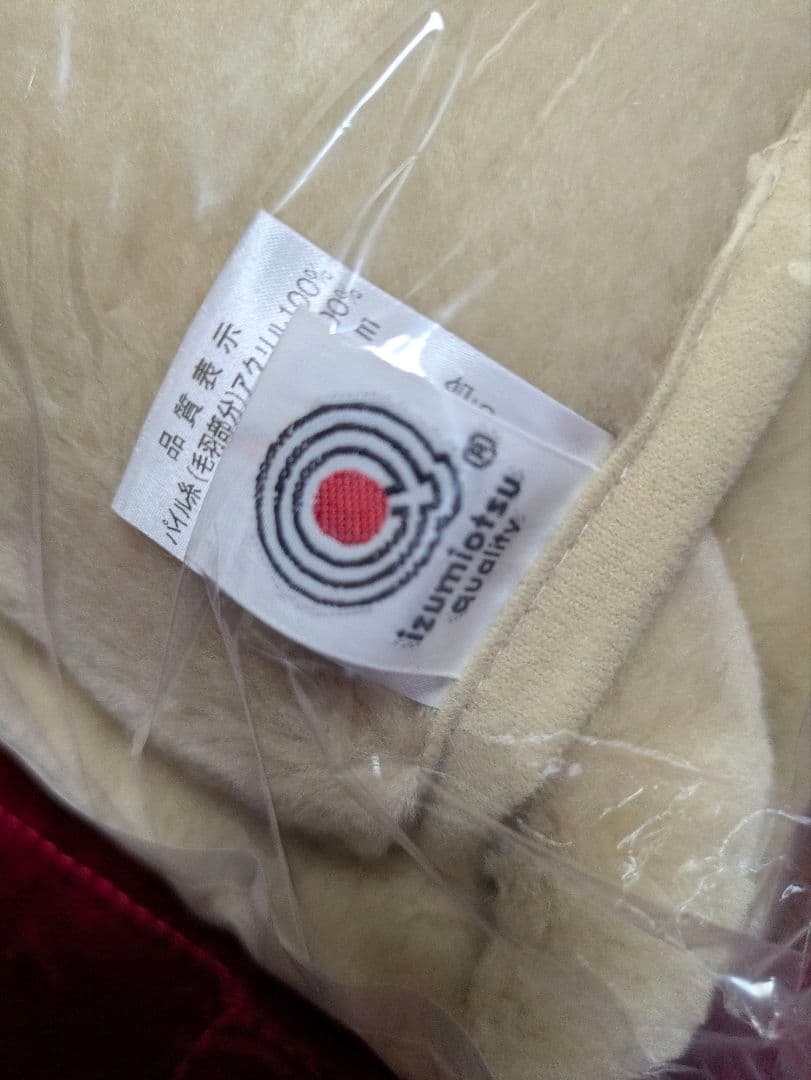 品質表示
パイル糸(毛羽部分)アクリル100%
00%
m
R
izumiotsu
quality